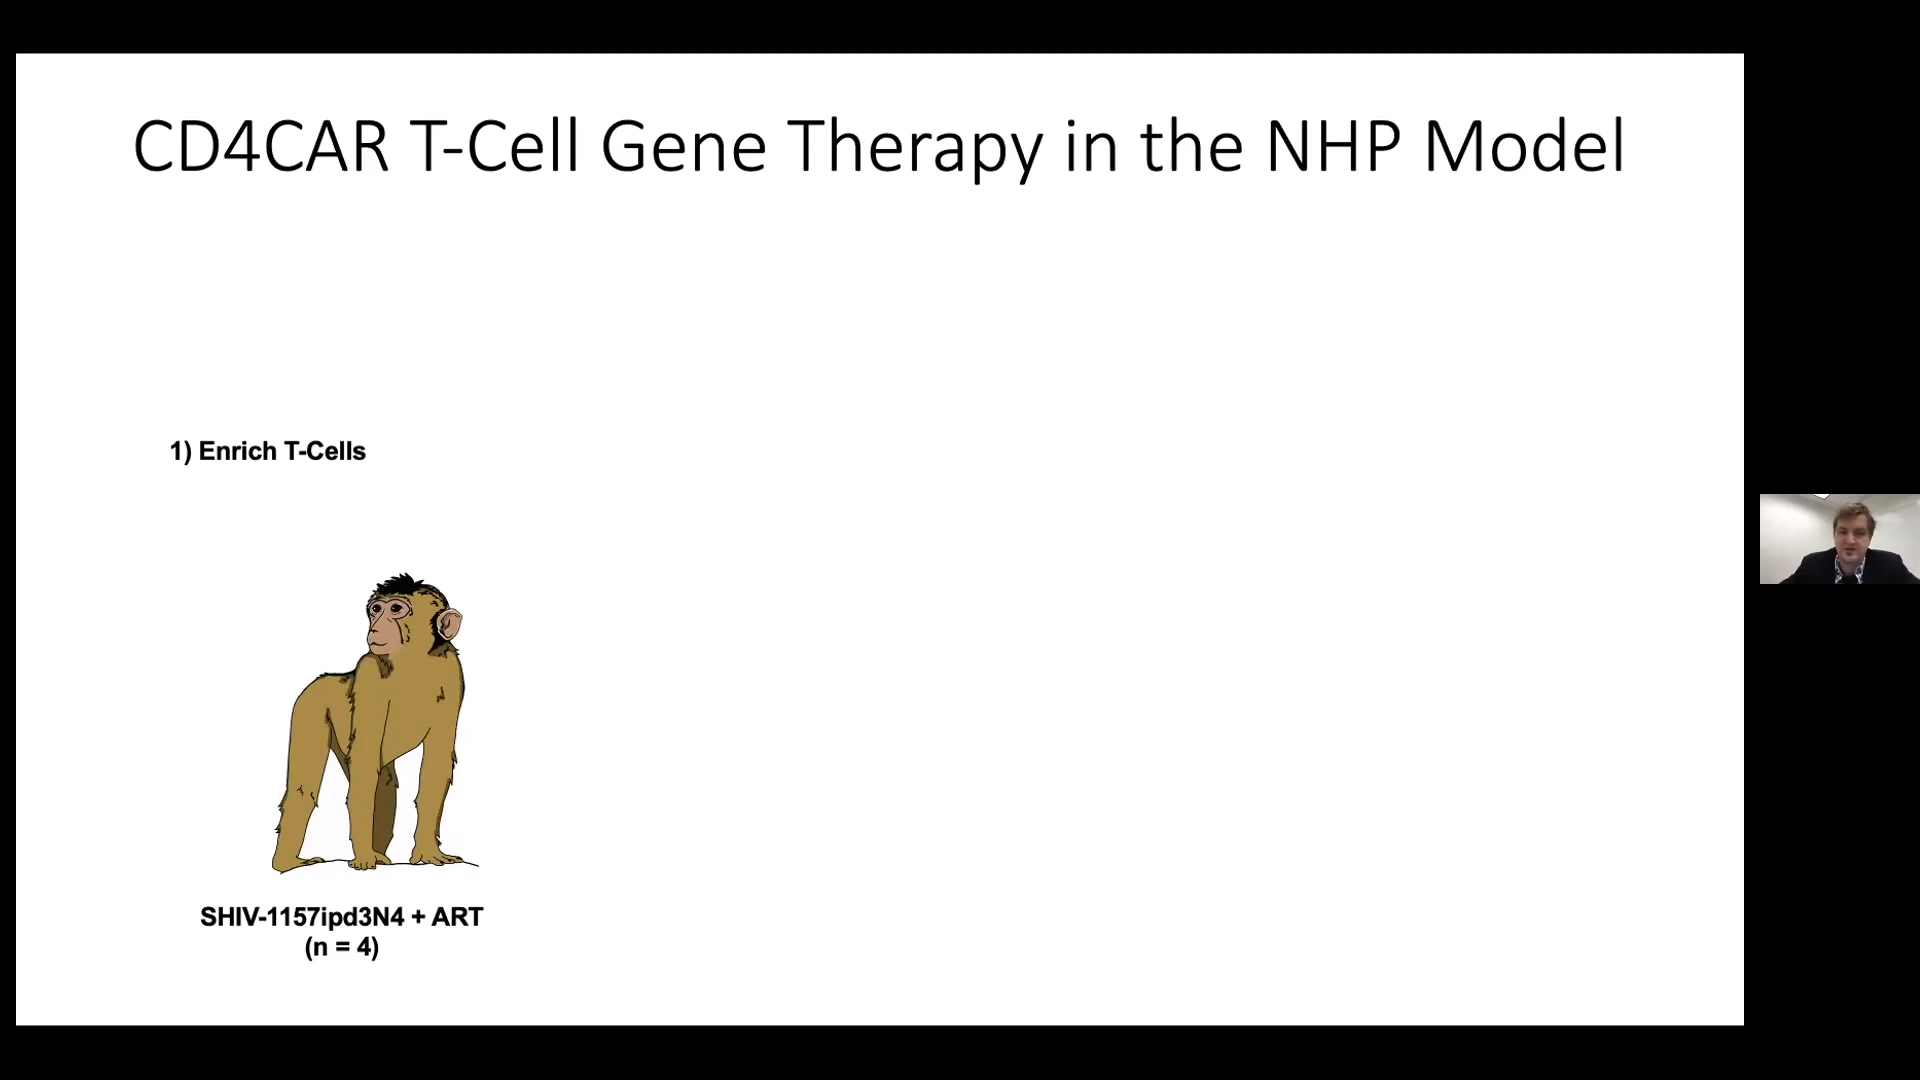 CD4CAR T-Cell Gene Therapy in the NHP Model
1) Enrich T-Cells
SHIV-1157ipd3N4 + ART
(n = 4)